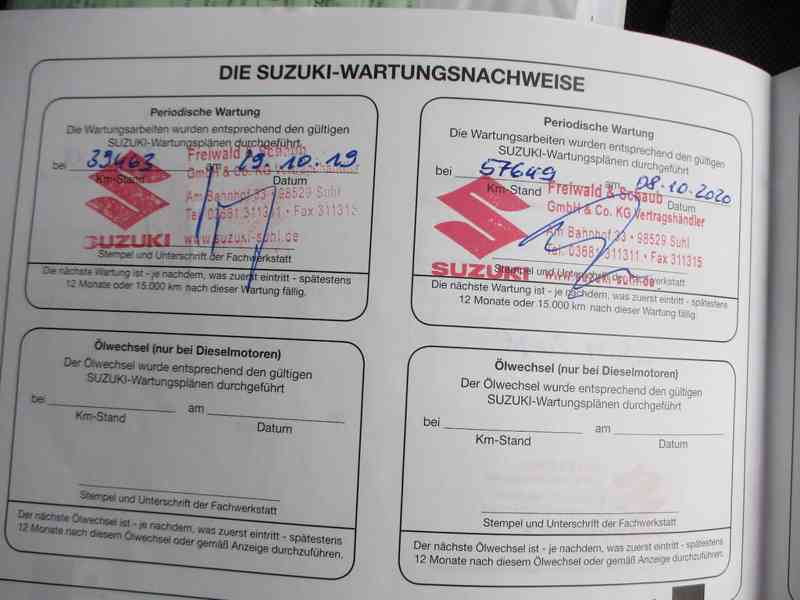 DIE SUZUKI-WARTUNGSNACHWEISE
Periodische Wartung
Die Wartungsarbeiten wurden entsprechend den gültigen
SUZUKI-Wartungsplänen durchgeführt
bei 39463 am 29.10.19
Km-Stand Datum
Freiwald & Schaub
GmbH & Co. KG Vertragshändler
Am Bahnhof 33 • 98529 Suhl
Tel. 03681 311311 • Fax 311315
SUZUKI www.suzuki-suhl.de
Stempel und Unterschrift der Fachwerkstatt
Die nächste Wartung ist - je nachdem, was zuerst eintritt - spätestens
12 Monate oder 15.000 km nach dieser Wartung fällig.
Periodische Wartung
Die Wartungsarbeiten wurden entsprechend den gültigen
SUZUKI-Wartungsplänen durchgeführt
bei 57649 am 08.10.2020
Km-Stand Datum
Freiwald & Schaub
GmbH & Co. KG Vertragshändler
Am Bahnhof 33 • 98529 Suhl
Tel. 03681 311311 • Fax 311315
SUZUKI www.suzuki-suhl.de
Stempel und Unterschrift der Fachwerkstatt
Die nächste Wartung ist - je nachdem, was zuerst eintritt - spätestens
12 Monate oder 15.000 km nach dieser Wartung fällig.
Ölwechsel (nur bei Dieselmotoren)
Der Ölwechsel wurde entsprechend den gültigen
SUZUKI-Wartungsplänen durchgeführt
bei am
Km-Stand Datum
Stempel und Unterschrift der Fachwerkstatt
Der nächste Ölwechsel ist - je nachdem, was zuerst eintritt - spätestens
12 Monate nach diesem Ölwechsel oder gemäß Anzeige durchzuführen.
Ölwechsel (nur bei Dieselmotoren)
Der Ölwechsel wurde entsprechend den gültigen
SUZUKI-Wartungsplänen durchgeführt
bei am
Km-Stand Datum
Stempel und Unterschrift der Fachwerkstatt
Der nächste Ölwechsel ist - je nachdem, was zuerst eintritt - spätestens
12 Monate nach diesem Ölwechsel oder gemäß Anzeige durchzuführen.